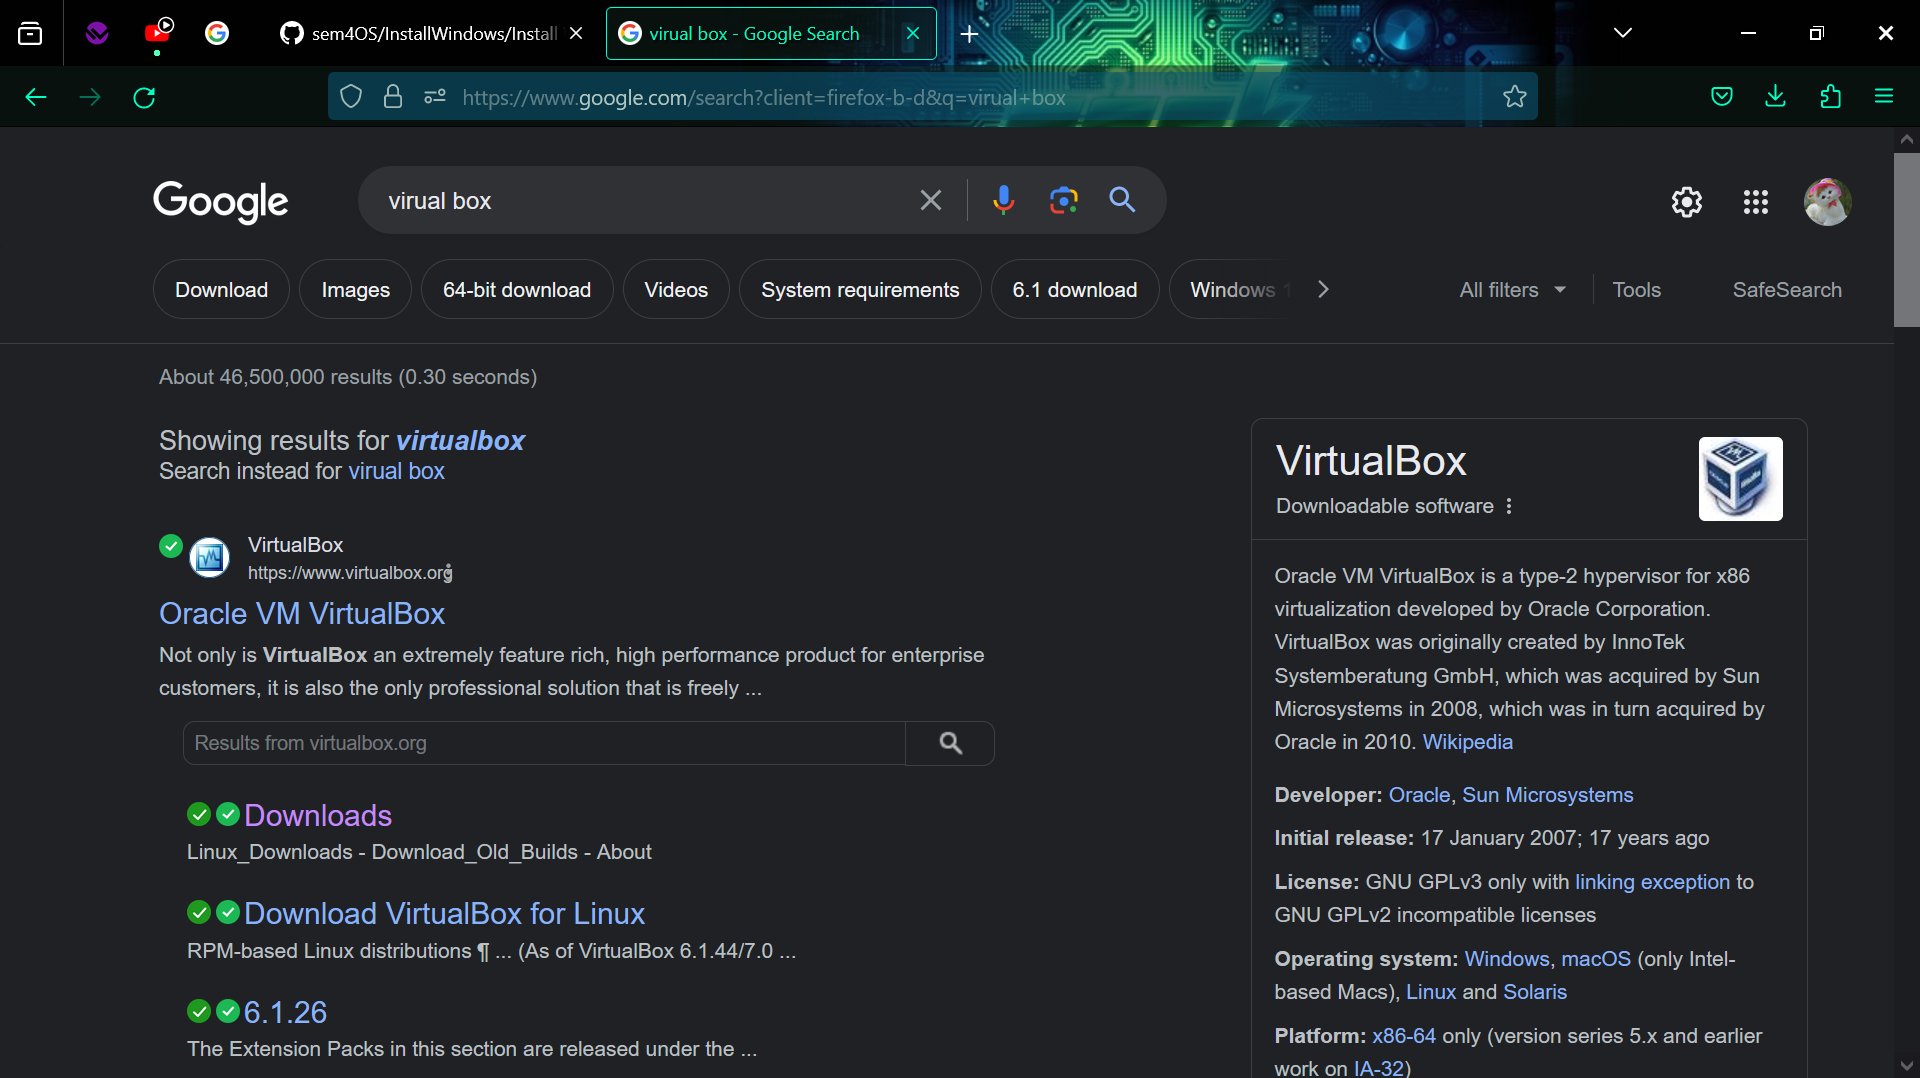 sem4OS/InstallWindows/Install
virual box - Google Search
https://www.google.com/search?client=firefox-b-d&q=virual+box
Google
virual box
Download
Images
64-bit download
Videos
System requirements
6.1 download
Windows 1
All filters
Tools
SafeSearch
About 46,500,000 results (0.30 seconds)
Showing results for virtualbox
Search instead for virual box
VirtualBox
https://www.virtualbox.org
Oracle VM VirtualBox
Not only is VirtualBox an extremely feature rich, high performance product for enterprise
customers, it is also the only professional solution that is freely ...
Results from virtualbox.org
Downloads
Linux_Downloads - Download_Old_Builds - About
Download VirtualBox for Linux
RPM-based Linux distributions ¶ ... (As of VirtualBox 6.1.44/7.0 ...
6.1.26
The Extension Packs in this section are released under the ...
VirtualBox
Downloadable software
Oracle VM VirtualBox is a type-2 hypervisor for x86
virtualization developed by Oracle Corporation.
VirtualBox was originally created by InnoTek
Systemberatung GmbH, which was acquired by Sun
Microsystems in 2008, which was in turn acquired by
Oracle in 2010. Wikipedia
Developer: Oracle, Sun Microsystems
Initial release: 17 January 2007; 17 years ago
License: GNU GPLv3 only with linking exception to
GNU GPLv2 incompatible licenses
Operating system: Windows, macOS (only Intel-
based Macs), Linux and Solaris
Platform: x86-64 only (version series 5.x and earlier
work on IA-32)